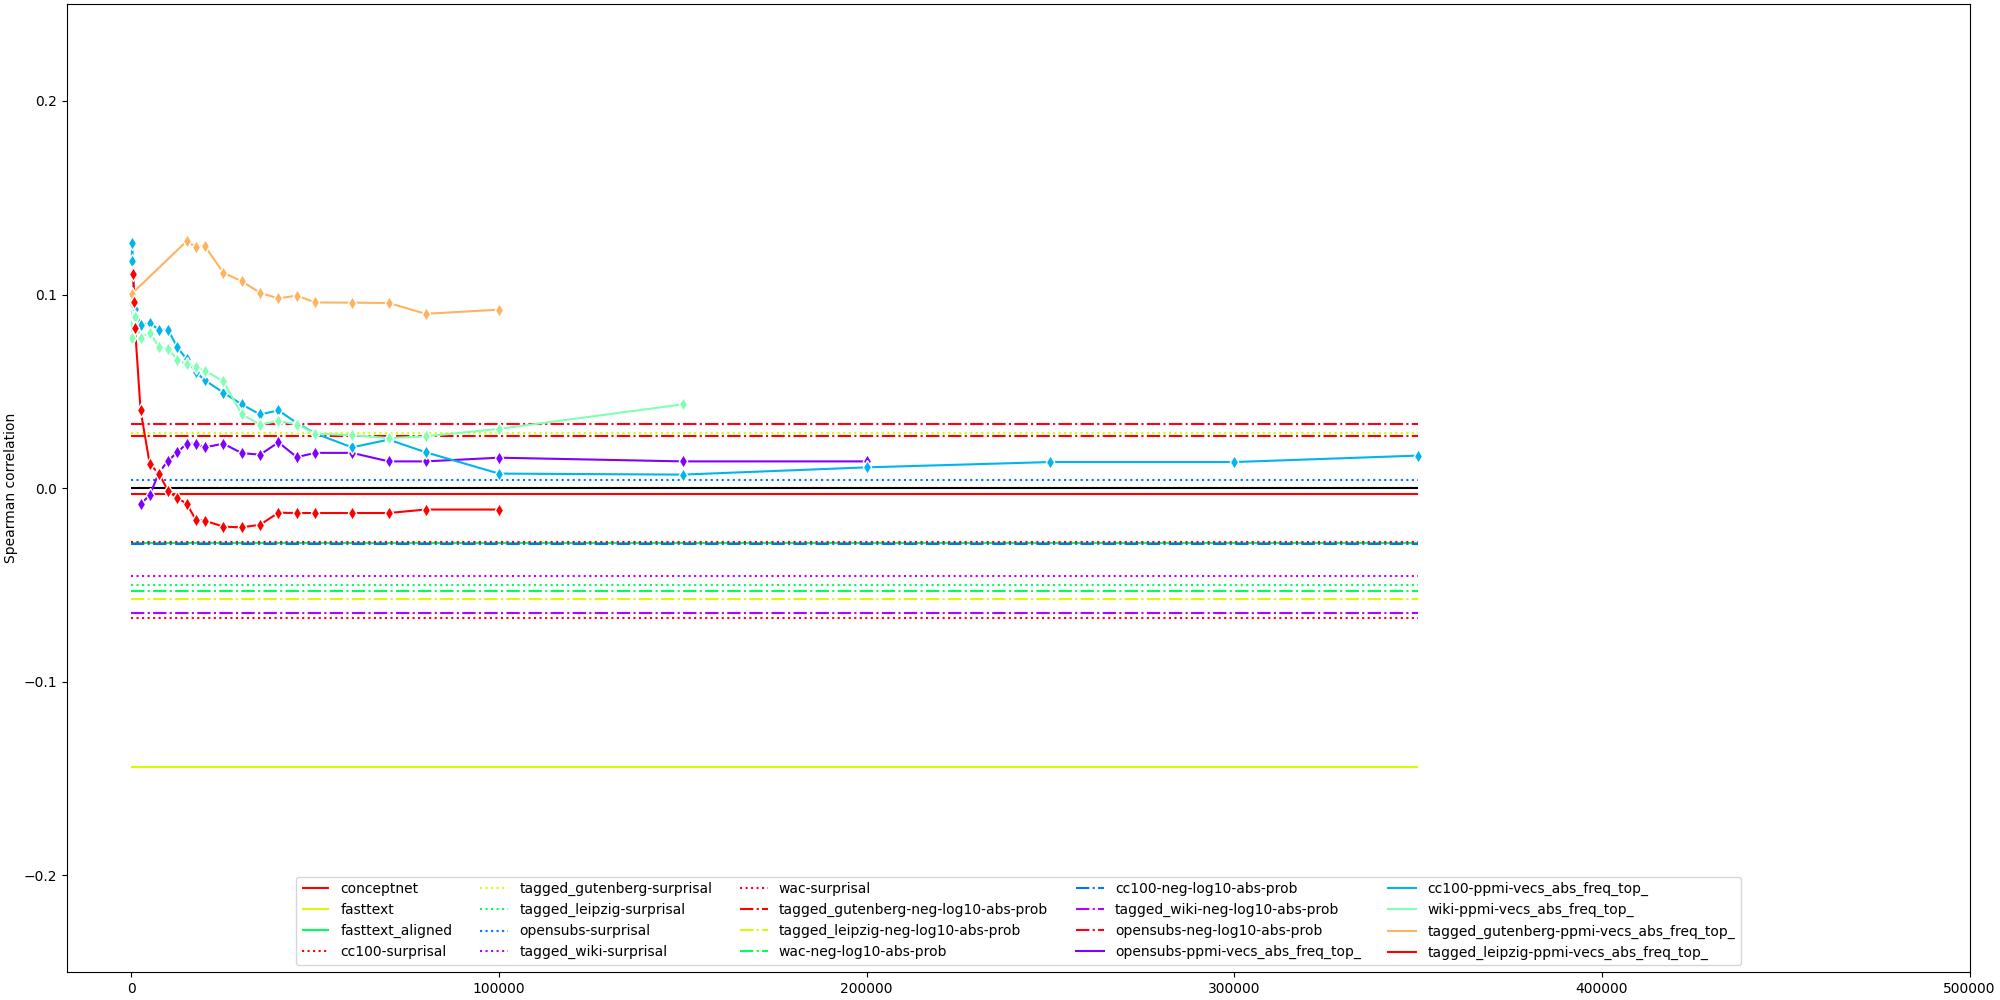 0.2
0.1
0.0
−0.1
−0.2
Spearman correlation
0 100000 200000 300000 400000 500000
conceptnet tagged_gutenberg-surprisal wac-surprisal cc100-neg-log10-abs-prob cc100-ppmi-vecs_abs_freq_top_
fasttext tagged_leipzig-surprisal tagged_gutenberg-neg-log10-abs-prob tagged_wiki-neg-log10-abs-prob wiki-ppmi-vecs_abs_freq_top_
fasttext_aligned opensubs-surprisal tagged_leipzig-neg-log10-abs-prob opensubs-neg-log10-abs-prob tagged_gutenberg-ppmi-vecs_abs_freq_top_
cc100-surprisal tagged_wiki-surprisal wac-neg-log10-abs-prob opensubs-ppmi-vecs_abs_freq_top_ tagged_leipzig-ppmi-vecs_abs_freq_top_